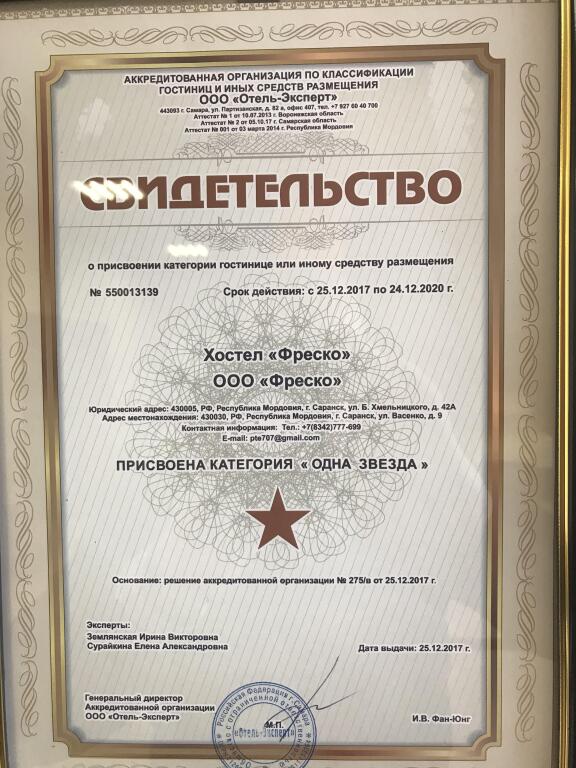 АККРЕДИТОВАННАЯ ОРГАНИЗАЦИЯ ПО КЛАССИФИКАЦИИ
ГОСТИНИЦ И ИНЫХ СРЕДСТВ РАЗМЕЩЕНИЯ
ООО «Отель-Эксперт»
443093 г. Самара, ул. Партизанская, д. 82 а, офис 407, тел. +7 927 60 40 700
Аттестат № 1 от 10.07.2013 г. Воронежская область
Аттестат № 2 от 05.10.17 г. Самарская область
Аттестат № 001 от 03 марта 2014 г. Республика Мордовия
СВИДЕТЕЛЬСТВО
о присвоении категории гостинице или иному средству размещения
№ 550013139 Срок действия: с 25.12.2017 по 24.12.2020 г.
Хостел «Фреско»
ООО «Фреско»
Юридический адрес: 430005, РФ, Республика Мордовия, г. Саранск, ул. Б. Хмельницкого, д. 42А
Адрес местонахождения: 430030, РФ, Республика Мордовия, г. Саранск, ул. Васенко, д. 9
Контактная информация: Тел.: +7(8342)777-699
E-mail: pte707@gmail.com
ПРИСВОЕНА КАТЕГОРИЯ « ОДНА ЗВЕЗДА »
Основание: решение аккредитованной организации № 275/в от 25.12.2017 г.
Эксперты:
Землянская Ирина Викторовна
Сурайкина Елена Александровна Дата выдачи: 25.12.2017 г.
Генеральный директор
Аккредитованной организации
ООО «Отель-Эксперт» М.П. И.В. Фан-Юнг
Российская Федерация г. Самара
«Отель-Эксперт»